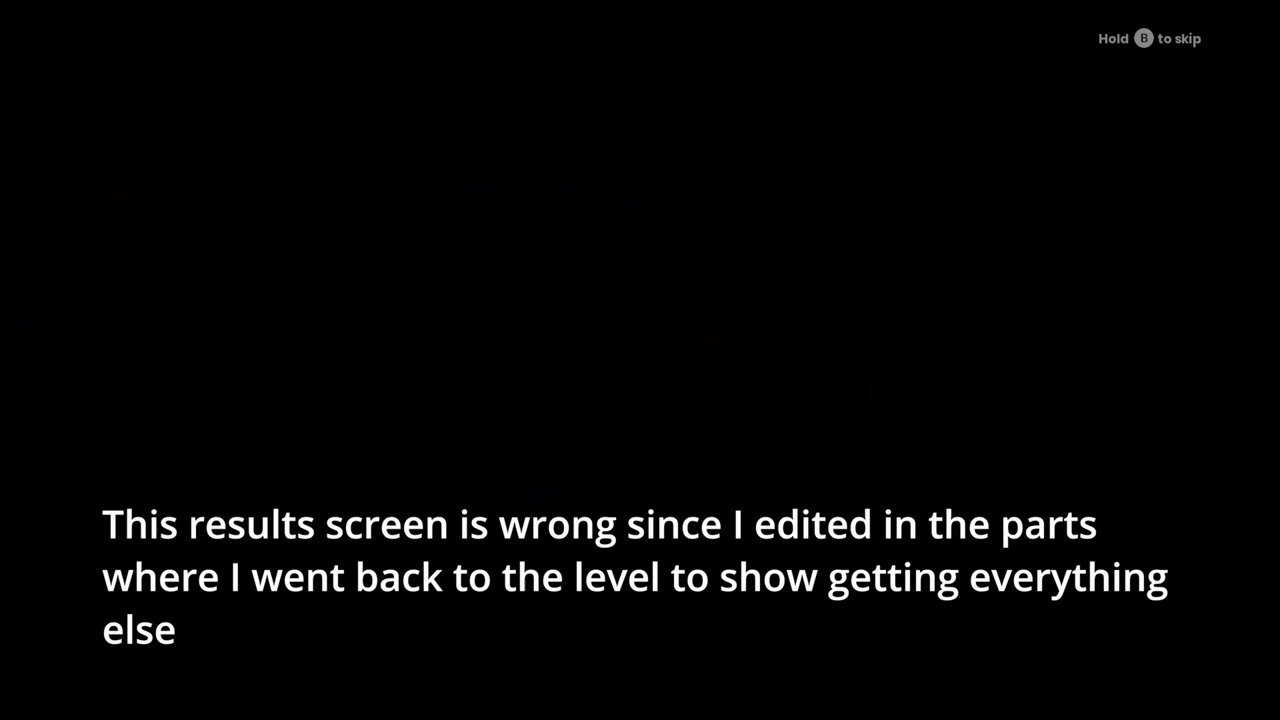 Hold B to skip
This results screen is wrong since I edited in the parts
where I went back to the level to show getting everything
else